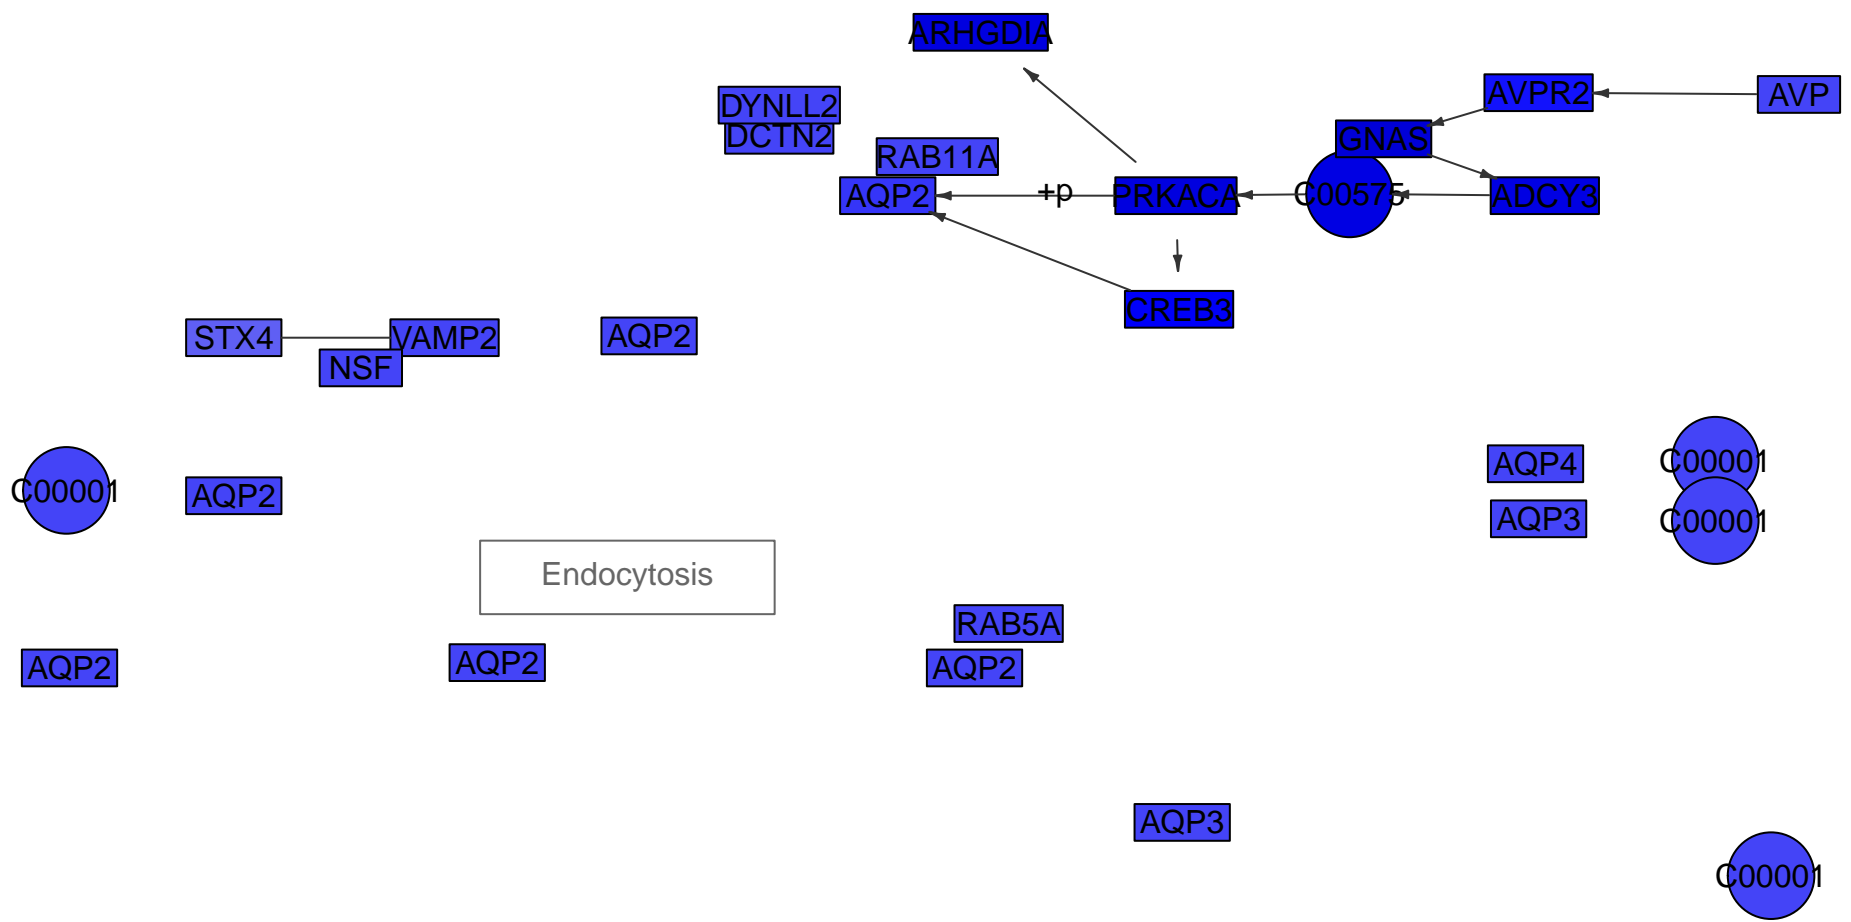 ARHGDIA
DYNLL2
DCTN2
RAB11A
AVPR2
AVP
GNAS
AQP2
+p
PRKACA
C00575
ADCY3
CREB3
STX4
VAMP2
NSF
AQP2
C00001
AQP2
AQP4
C00001
AQP3
C00001
Endocytosis
RAB5A
AQP2
AQP2
AQP2
AQP3
C00001